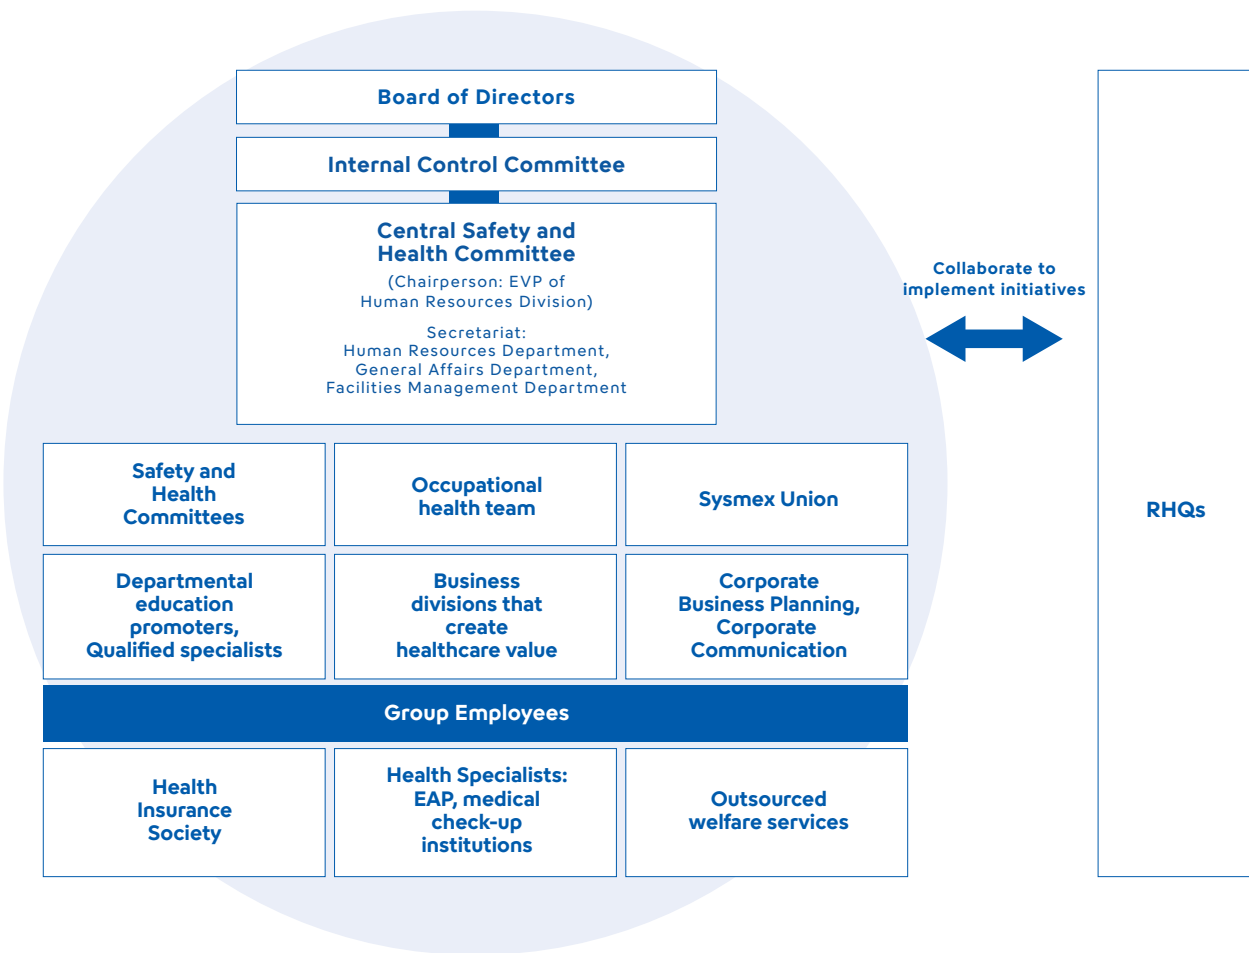 Board of Directors
Internal Control Committee
Central Safety and
Health Committee
(Chairperson: EVP of
Human Resources Division)
Secretariat:
Human Resources Department,
General Affairs Department,
Facilities Management Department
Collaborate to
implement initiatives
RHQs
Safety and
Health
Committees
Occupational
health team
Sysmex Union
Departmental
education
promoters,
Qualified specialists
Business
divisions that
create
healthcare value
Corporate
Business Planning,
Corporate
Communication
Group Employees
Health
Insurance
Society
Health Specialists:
EAP, medical
check-up
institutions
Outsourced
welfare services